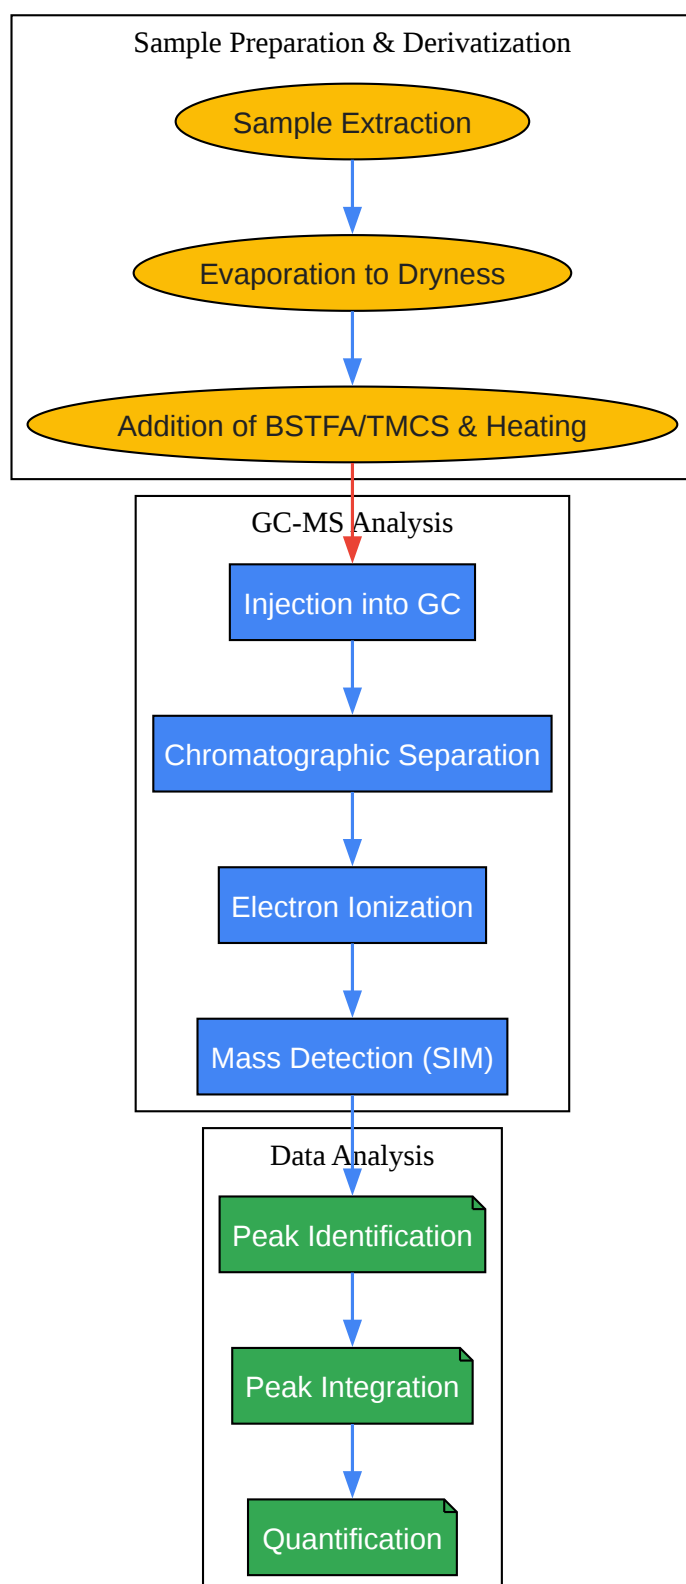 Sample Preparation & Derivatization
Sample Extraction
Evaporation to Dryness
Addition of BSTFA/TMCS & Heating
GC-MS Analysis
Injection into GC
Chromatographic Separation
Electron Ionization
Mass Detection (SIM)
Data Analysis
Peak Identification
Peak Integration
Quantification